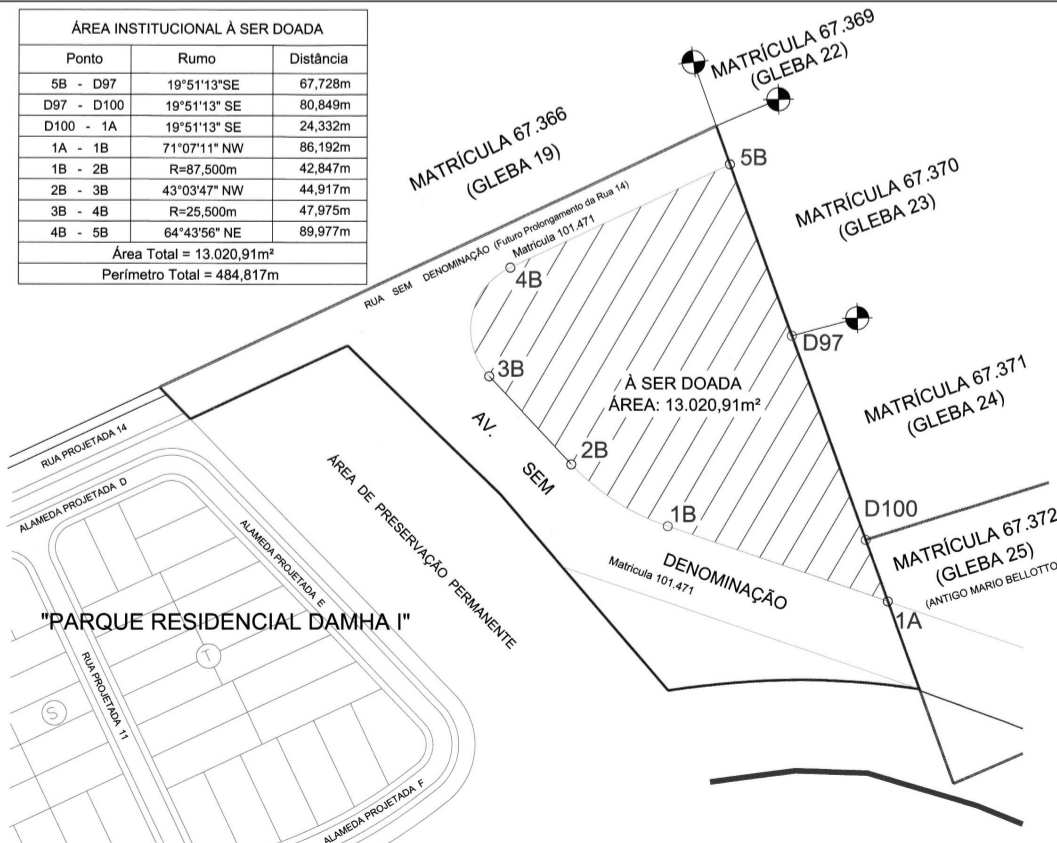 ÁREA INSTITUCIONAL À SER DOADA
Ponto Rumo Distância
5B - D97 19°51'13"SE 67,728m
D97 - D100 19°51'13" SE 80,849m
D100 - 1A 19°51'13" SE 24,332m
1A - 1B 71°07'11" NW 86,192m
1B - 2B R=87,500m 42,847m
2B - 3B 43°03'47" NW 44,917m
3B - 4B R=25,500m 47,975m
4B - 5B 64°43'56" NE 89,977m
Área Total = 13.020,91m²
Perímetro Total = 484,817m
MATRÍCULA 67.369
(GLEBA 22)
MATRÍCULA 67.366
(GLEBA 19)
5B
MATRÍCULA 67.370
(GLEBA 23)
RUA SEM DENOMINAÇÃO (Futuro Prolongamento da Rua 14)
Matricula 101.471
4B
D97
3B
À SER DOADA
ÁREA: 13.020,91m²
MATRÍCULA 67.371
(GLEBA 24)
AV.
SEM
DENOMINAÇÃO
2B
1B
D100
MATRÍCULA 67.372
(GLEBA 25)
(ANTIGO MARIO BELLOTTO
Matricula 101.471
1A
RUA PROJETADA 14
ALAMEDA PROJETADA D
ÁREA DE PRESERVAÇÃO PERMANENTE
ALAMEDA PROJETADA E
"PARQUE RESIDENCIAL DAMHA I"
T
RUA PROJETADA 11
S
ALAMEDA PROJETADA F